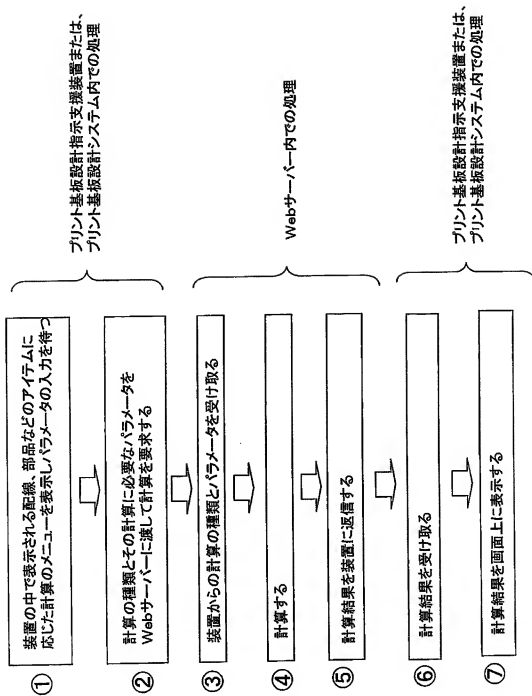 ①
装置の中で表示される配線、部品などのアイテムに
応じた計算のメニューを表示しパラメータの入力を待つ
②
計算の種類とその計算に必要なパラメータを
Webサーバーに渡して計算を要求する
プリント基板設計指示支援装置または、
プリント基板設計システム内での処理
③
装置からの計算の種類とパラメータを受け取る
④
計算する
⑤
計算結果を装置に返信する
Webサーバー内での処理
⑥
計算結果を受け取る
⑦
計算結果を画面上に表示する
プリント基板設計指示支援装置または、
プリント基板設計システム内での処理